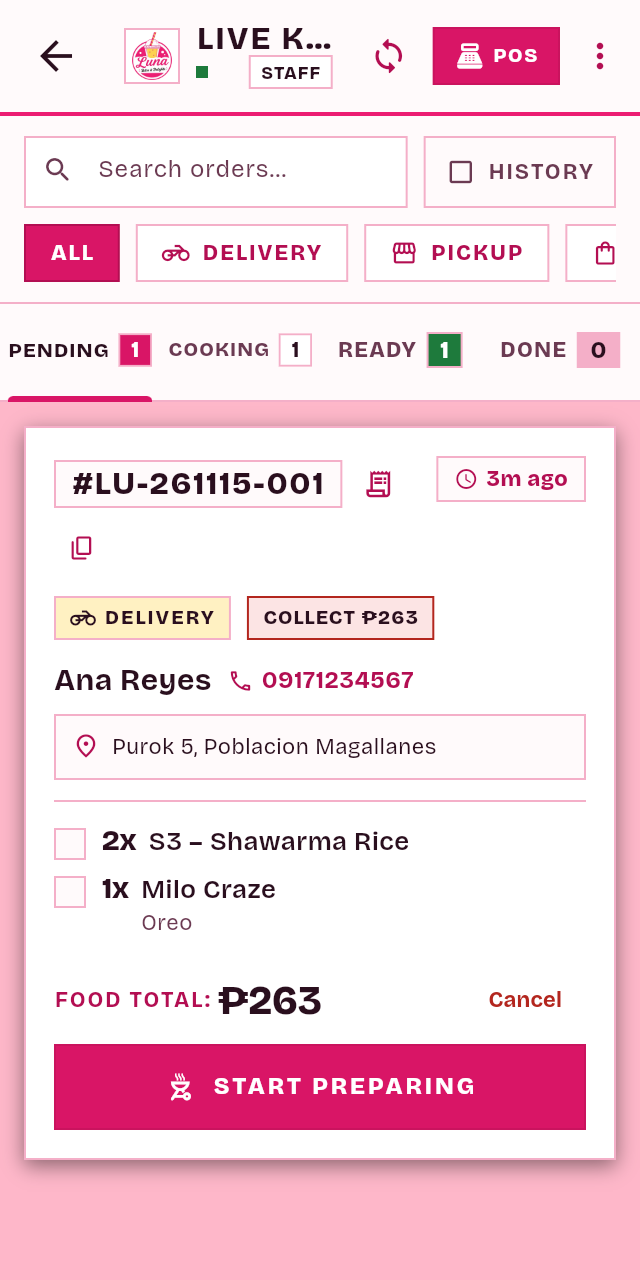 LIVE K...
STAFF
POS
Luna
Search orders...
HISTORY
ALL
DELIVERY
PICKUP
PENDING 1
COOKING 1
READY 1
DONE 0
#LU-261115-001
3m ago
DELIVERY
COLLECT ₱263
Ana Reyes
09171234567
Purok 5, Poblacion Magallanes
2x S3 – Shawarma Rice
1x Milo Craze
Oreo
FOOD TOTAL: ₱263
Cancel
START PREPARING